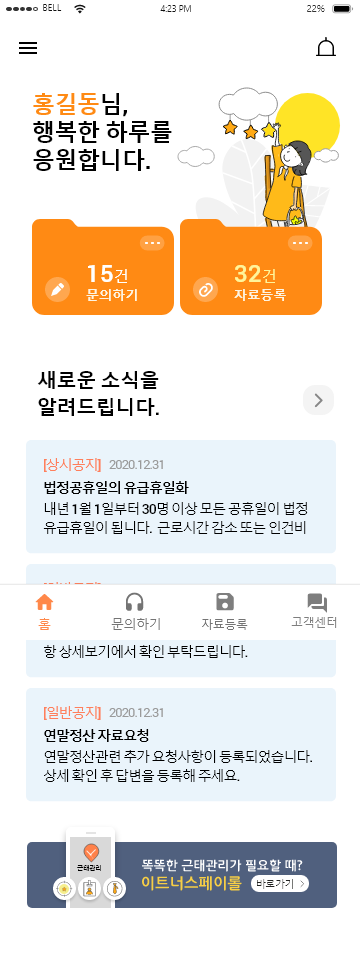 BELL 4:23 PM 22%
홍길동님,
행복한 하루를
응원합니다.
15건
문의하기
32건
자료등록
새로운 소식을
알려드립니다.
[상시공지] 2020.12.31
법정공휴일의 유급휴일화
내년 1월 1일부터 30명 이상 모든 공휴일이 법정
유급휴일이 됩니다. 근로시간 감소 또는 인건비
홈
문의하기
자료등록
고객센터
항 상세보기에서 확인 부탁드립니다.
[일반공지] 2020.12.31
연말정산 자료요청
연말정산관련 추가 요청사항이 등록되었습니다.
상세 확인 후 답변을 등록해 주세요.
근태관리
똑똑한 근태관리가 필요할 때?
이트너스페이롤 바로가기